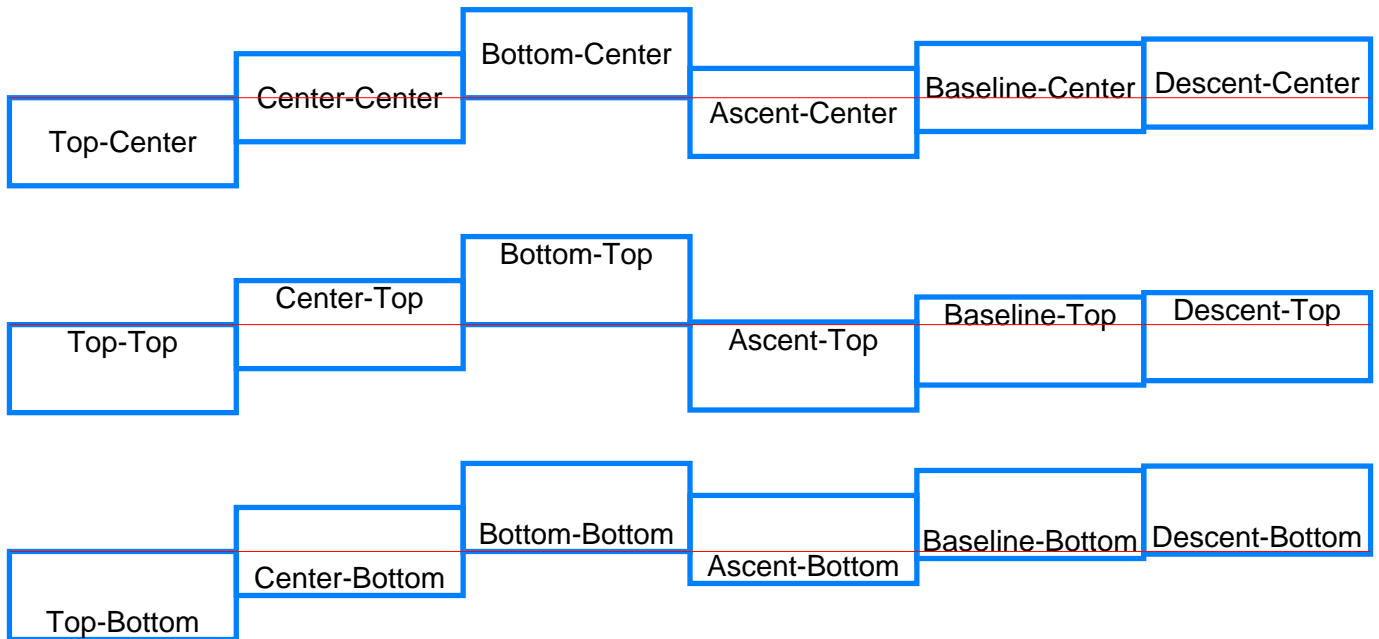 Top-Center Center-Center Bottom-Center Ascent-Center Baseline-Center Descent-Center
Top-Top Center-Top Bottom-Top Ascent-Top Baseline-Top Descent-Top
Top-Bottom Center-Bottom Bottom-Bottom Ascent-Bottom Baseline-Bottom Descent-Bottom